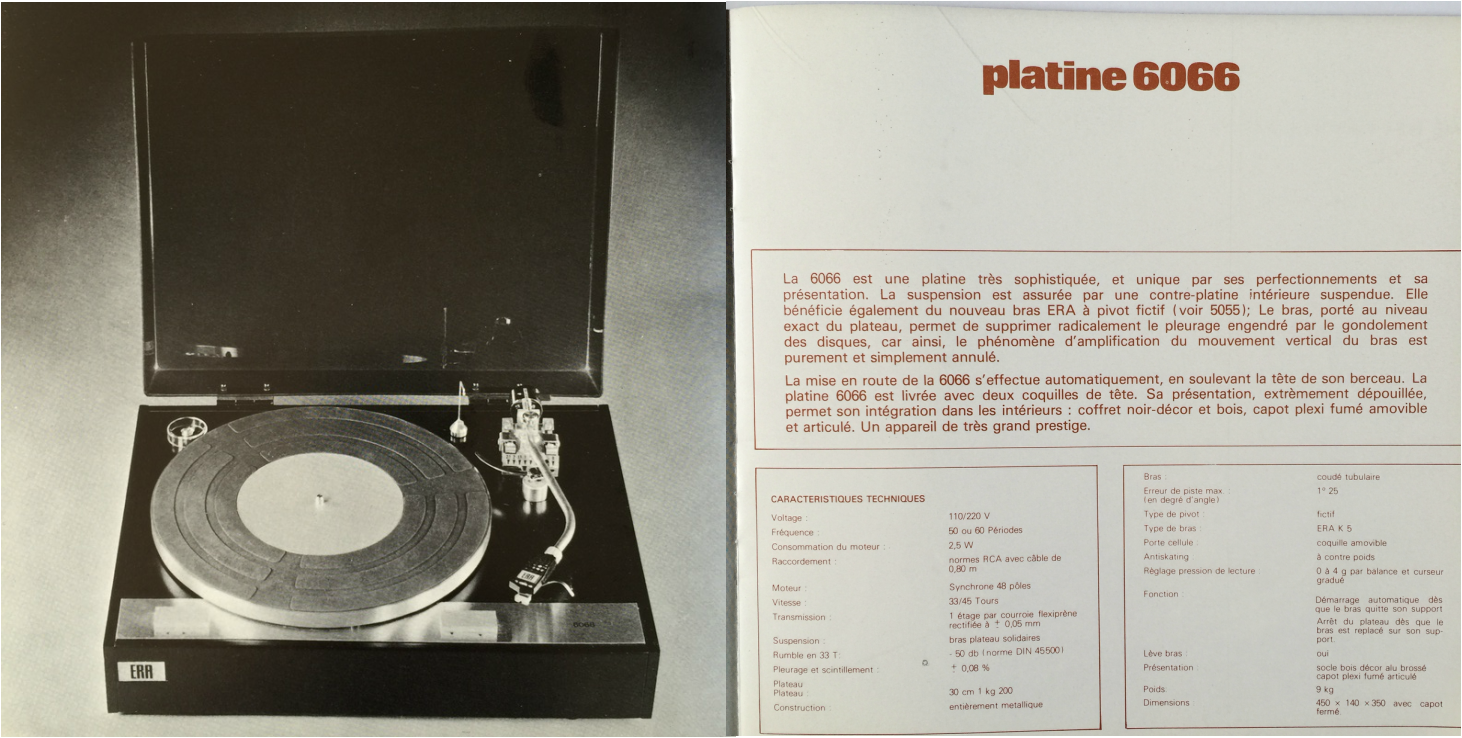 6066
ERA
platine 6066
La 6066 est une platine très sophistiquée, et unique par ses perfectionnements et sa
présentation. La suspension est assurée par une contre-platine intérieure suspendue. Elle
bénéficie également du nouveau bras ERA à pivot fictif (voir 5055); Le bras, porté au niveau
exact du plateau, permet de supprimer radicalement le pleurage engendré par le gondolement
des disques, car ainsi, le phénomène d'amplification du mouvement vertical du bras est
purement et simplement annulé.
La mise en route de la 6066 s'effectue automatiquement, en soulevant la tête de son berceau. La
platine 6066 est livrée avec deux coquilles de tête. Sa présentation, extrèmement dépouillée,
permet son intégration dans les intérieurs : coffret noir-décor et bois, capot plexi fumé amovible
et articulé. Un appareil de très grand prestige.
CARACTERISTIQUES TECHNIQUES
Voltage : 110/220 V
Fréquence : 50 ou 60 Périodes
Consommation du moteur : 2,5 W
Raccordement : normes RCA avec câble de
0,80 m
Moteur : Synchrone 48 pôles
Vitesse : 33/45 Tours
Transmission : 1 étage par courroie flexiprène
rectifiée à ± 0,05 mm
Suspension : bras plateau solidaires
Rumble en 33 T: - 50 db (norme DIN 45500)
Pleurage et scintillement : ± 0,08 %
Plateau
Plateau : 30 cm 1 kg 200
Construction : entièrement metallique
Bras : coudé tubulaire
Erreur de piste max. : 1° 25
(en degré d'angle)
Type de pivot : fictif
Type de bras : ERA K 5
Porte cellule : coquille amovible
Antiskating : à contre poids
Réglage pression de lecture 0 à 4 g par balance et curseur
gradué
Fonction : Démarrage automatique dès
que le bras quitte son support
Arrêt du plateau dès que le
bras est replacé sur son sup-
port.
Lève bras : oui
Présentation socle bois décor alu brossé
capot plexi fumé articulé
Poids 9 kg
Dimensions 450 × 140 × 350 avec capot
fermé.